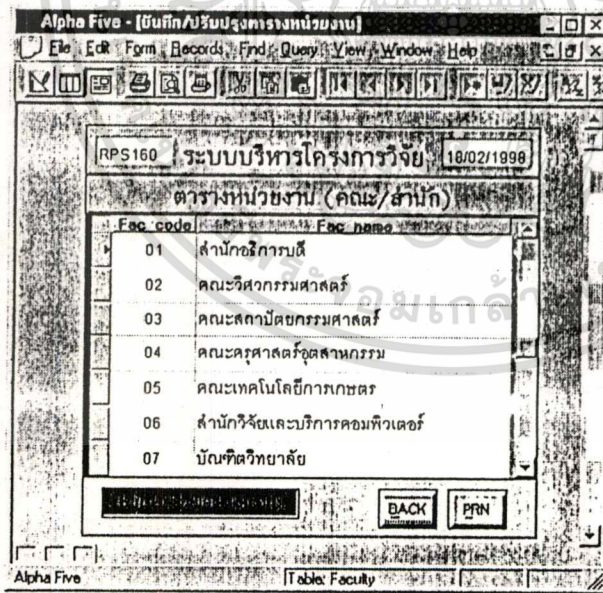 Alpha Five - [บันทึก/ปรับปรุงตารางหน่วยงาน]
File Edit Form Records Find Query View Window Help
RPS160 ระบบบริหารโครงการวิจัย 18/02/1998
ตารางหน่วยงาน (คณะ/สำนัก)
Fac code Fac name
01 สำนักอธิการบดี
02 คณะวิศวกรรมศาสตร์
03 คณะสถาปัตยกรรมศาสตร์
04 คณะครุศาสตร์อุตสาหกรรม
05 คณะเทคโนโลยีการเกษตร
06 สำนักวิจัยและบริการคอมพิวเตอร์
07 บัณฑิตวิทยาลัย
BACK PRN
Alpha Five Table: Faculty